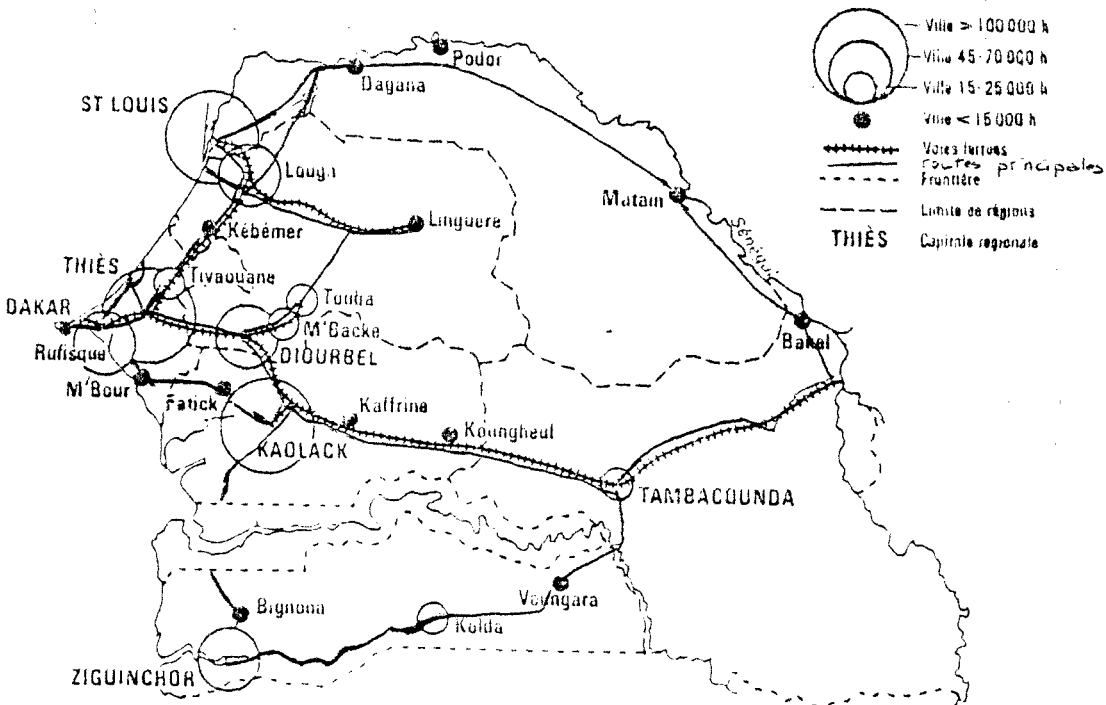 Ville > 100 000 h
Ville 45-70 000 h
Ville 15-25 000 h
Ville < 15 000 h
Voies ferrées
routes principales
Frontière
Limite de régions
THIÈS Capitale régionale
Podor
Dagana
ST LOUIS
Louga
Matam
Sénégal
Linguere
Kébémer
THIÈS
Tivaouane
DAKAR
Touba
M'Backe
Bakel
Rufisque
DIOURBEL
M'Bour
Fatick
Kaffrine
Koungheul
KAOLACK
TAMBACOUNDA
Vélingara
Bignona
Kolda
ZIGUINCHOR